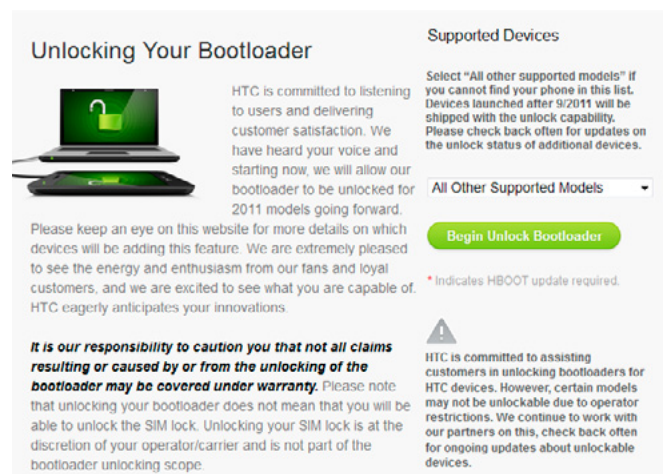 Unlocking Your Bootloader
HTC is committed to listening
to users and delivering
customer satisfaction. We
have heard your voice and
starting now, we will allow our
bootloader to be unlocked for
2011 models going forward.
Please keep an eye on this website for more details on which
devices will be adding this feature. We are extremely pleased
to see the energy and enthusiasm from our fans and loyal
customers, and we are excited to see what you are capable of.
HTC eagerly anticipates your innovations.
It is our responsibility to caution you that not all claims
resulting or caused by or from the unlocking of the
bootloader may be covered under warranty. Please note
that unlocking your bootloader does not mean that you will be
able to unlock the SIM lock. Unlocking your SIM lock is at the
discretion of your operator/carrier and is not part of the
bootloader unlocking scope.
Supported Devices
Select “All other supported models” if
you cannot find your phone in this list.
Devices launched after 9/2011 will be
shipped with the unlock capability.
Please check back often for updates on
the unlock status of additional devices.
All Other Supported Models
Begin Unlock Bootloader
* Indicates HBOOT update required.
HTC is committed to assisting
customers in unlocking bootloaders for
HTC devices. However, certain models
may not be unlockable due to operator
restrictions. We continue to work with
our partners on this, check back often
for ongoing updates about unlockable
devices.